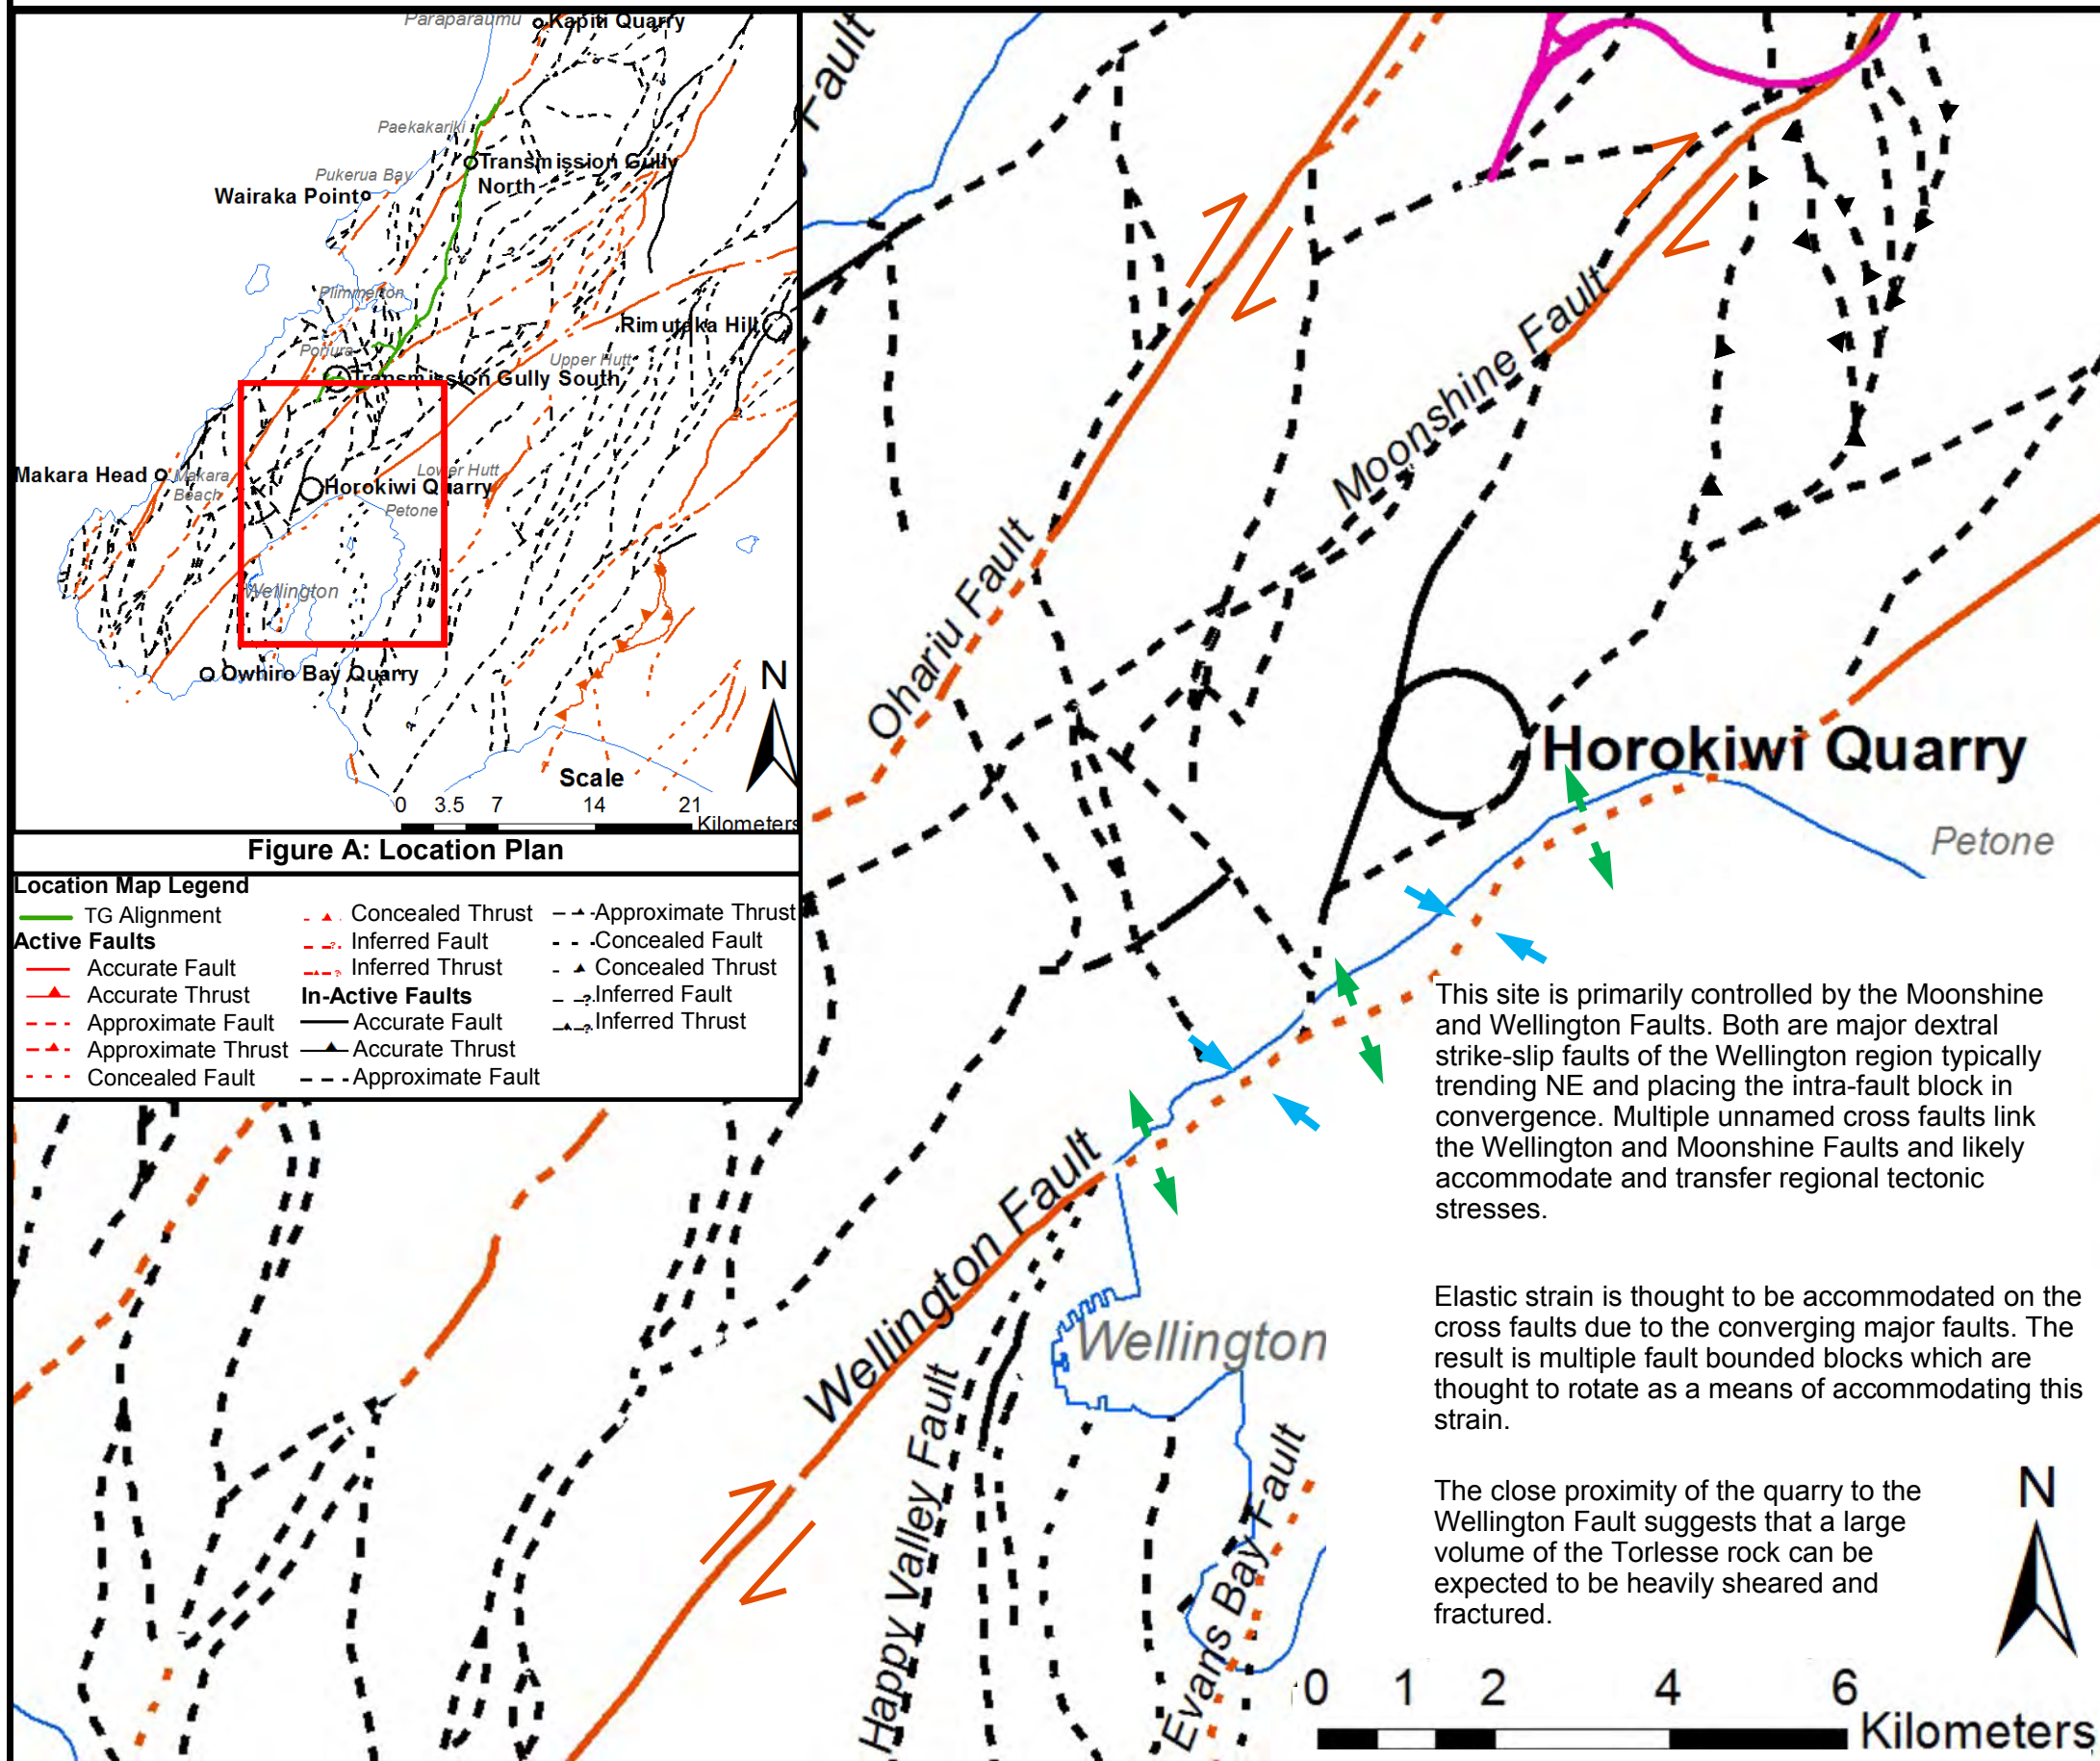 Paraparaumu
Kapiti Quarry
Paekakariki
Transmission Gully
North
Pukerua Bay
Wairaka Point
Plimmerton
Rimutaka Hill
Porirua
Upper Hutt
Transmission Gully South
Makara Head
Makara
Beach
Lower Hutt
Horokiwi Quarry
Petone
Wellington
Owhiro Bay Quarry
N
Scale
0 3.5 7 14 21
Kilometers
Figure A: Location Plan
Location Map Legend
TG Alignment
Active Faults
Accurate Fault
Accurate Thrust
Approximate Fault
Approximate Thrust
Concealed Fault
Concealed Thrust
Inferred Fault
Inferred Thrust
In-Active Faults
Accurate Fault
Accurate Thrust
Approximate Fault
Approximate Thrust
Concealed Fault
Concealed Thrust
Inferred Fault
Inferred Thrust
Fault
Moonshine Fault
Ohariu Fault
Horokiwi Quarry
Petone
Wellington Fault
Wellington
Happy Valley Fault
Evans Bay Fault
This site is primarily controlled by the Moonshine
and Wellington Faults. Both are major dextral
strike-slip faults of the Wellington region typically
trending NE and placing the intra-fault block in
convergence. Multiple unnamed cross faults link
the Wellington and Moonshine Faults and likely
accommodate and transfer regional tectonic
stresses.
Elastic strain is thought to be accommodated on the
cross faults due to the converging major faults. The
result is multiple fault bounded blocks which are
thought to rotate as a means of accommodating this
strain.
The close proximity of the quarry to the
Wellington Fault suggests that a large
volume of the Torlesse rock can be
expected to be heavily sheared and
fractured.
N
0 1 2 4 6
Kilometers